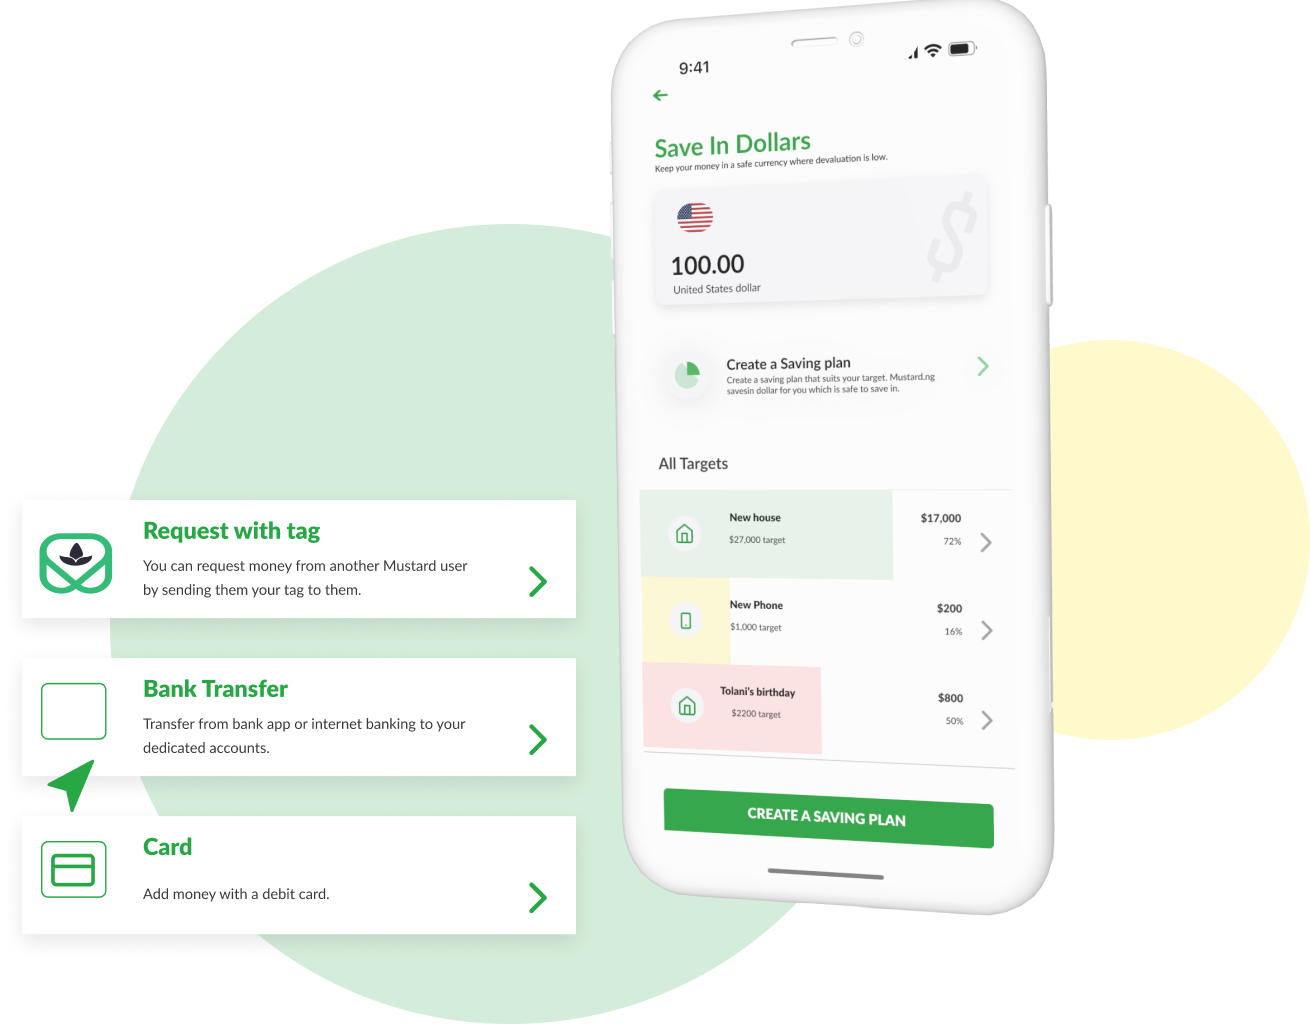 9:41
Save In Dollars
Keep your money in a safe currency where devaluation is low.
100.00
United States dollar
Create a Saving plan
Create a saving plan that suits your target. Mustard.ng
savesin dollar for you which is safe to save in.
All Targets
New house
$17,000
$27,000 target
72%
New Phone
$200
$1,000 target
16%
Tolani's birthday
$800
$2200 target
50%
CREATE A SAVING PLAN
Request with tag
You can request money from another Mustard user
by sending them your tag to them.
Bank Transfer
Transfer from bank app or internet banking to your
dedicated accounts.
Card
Add money with a debit card.